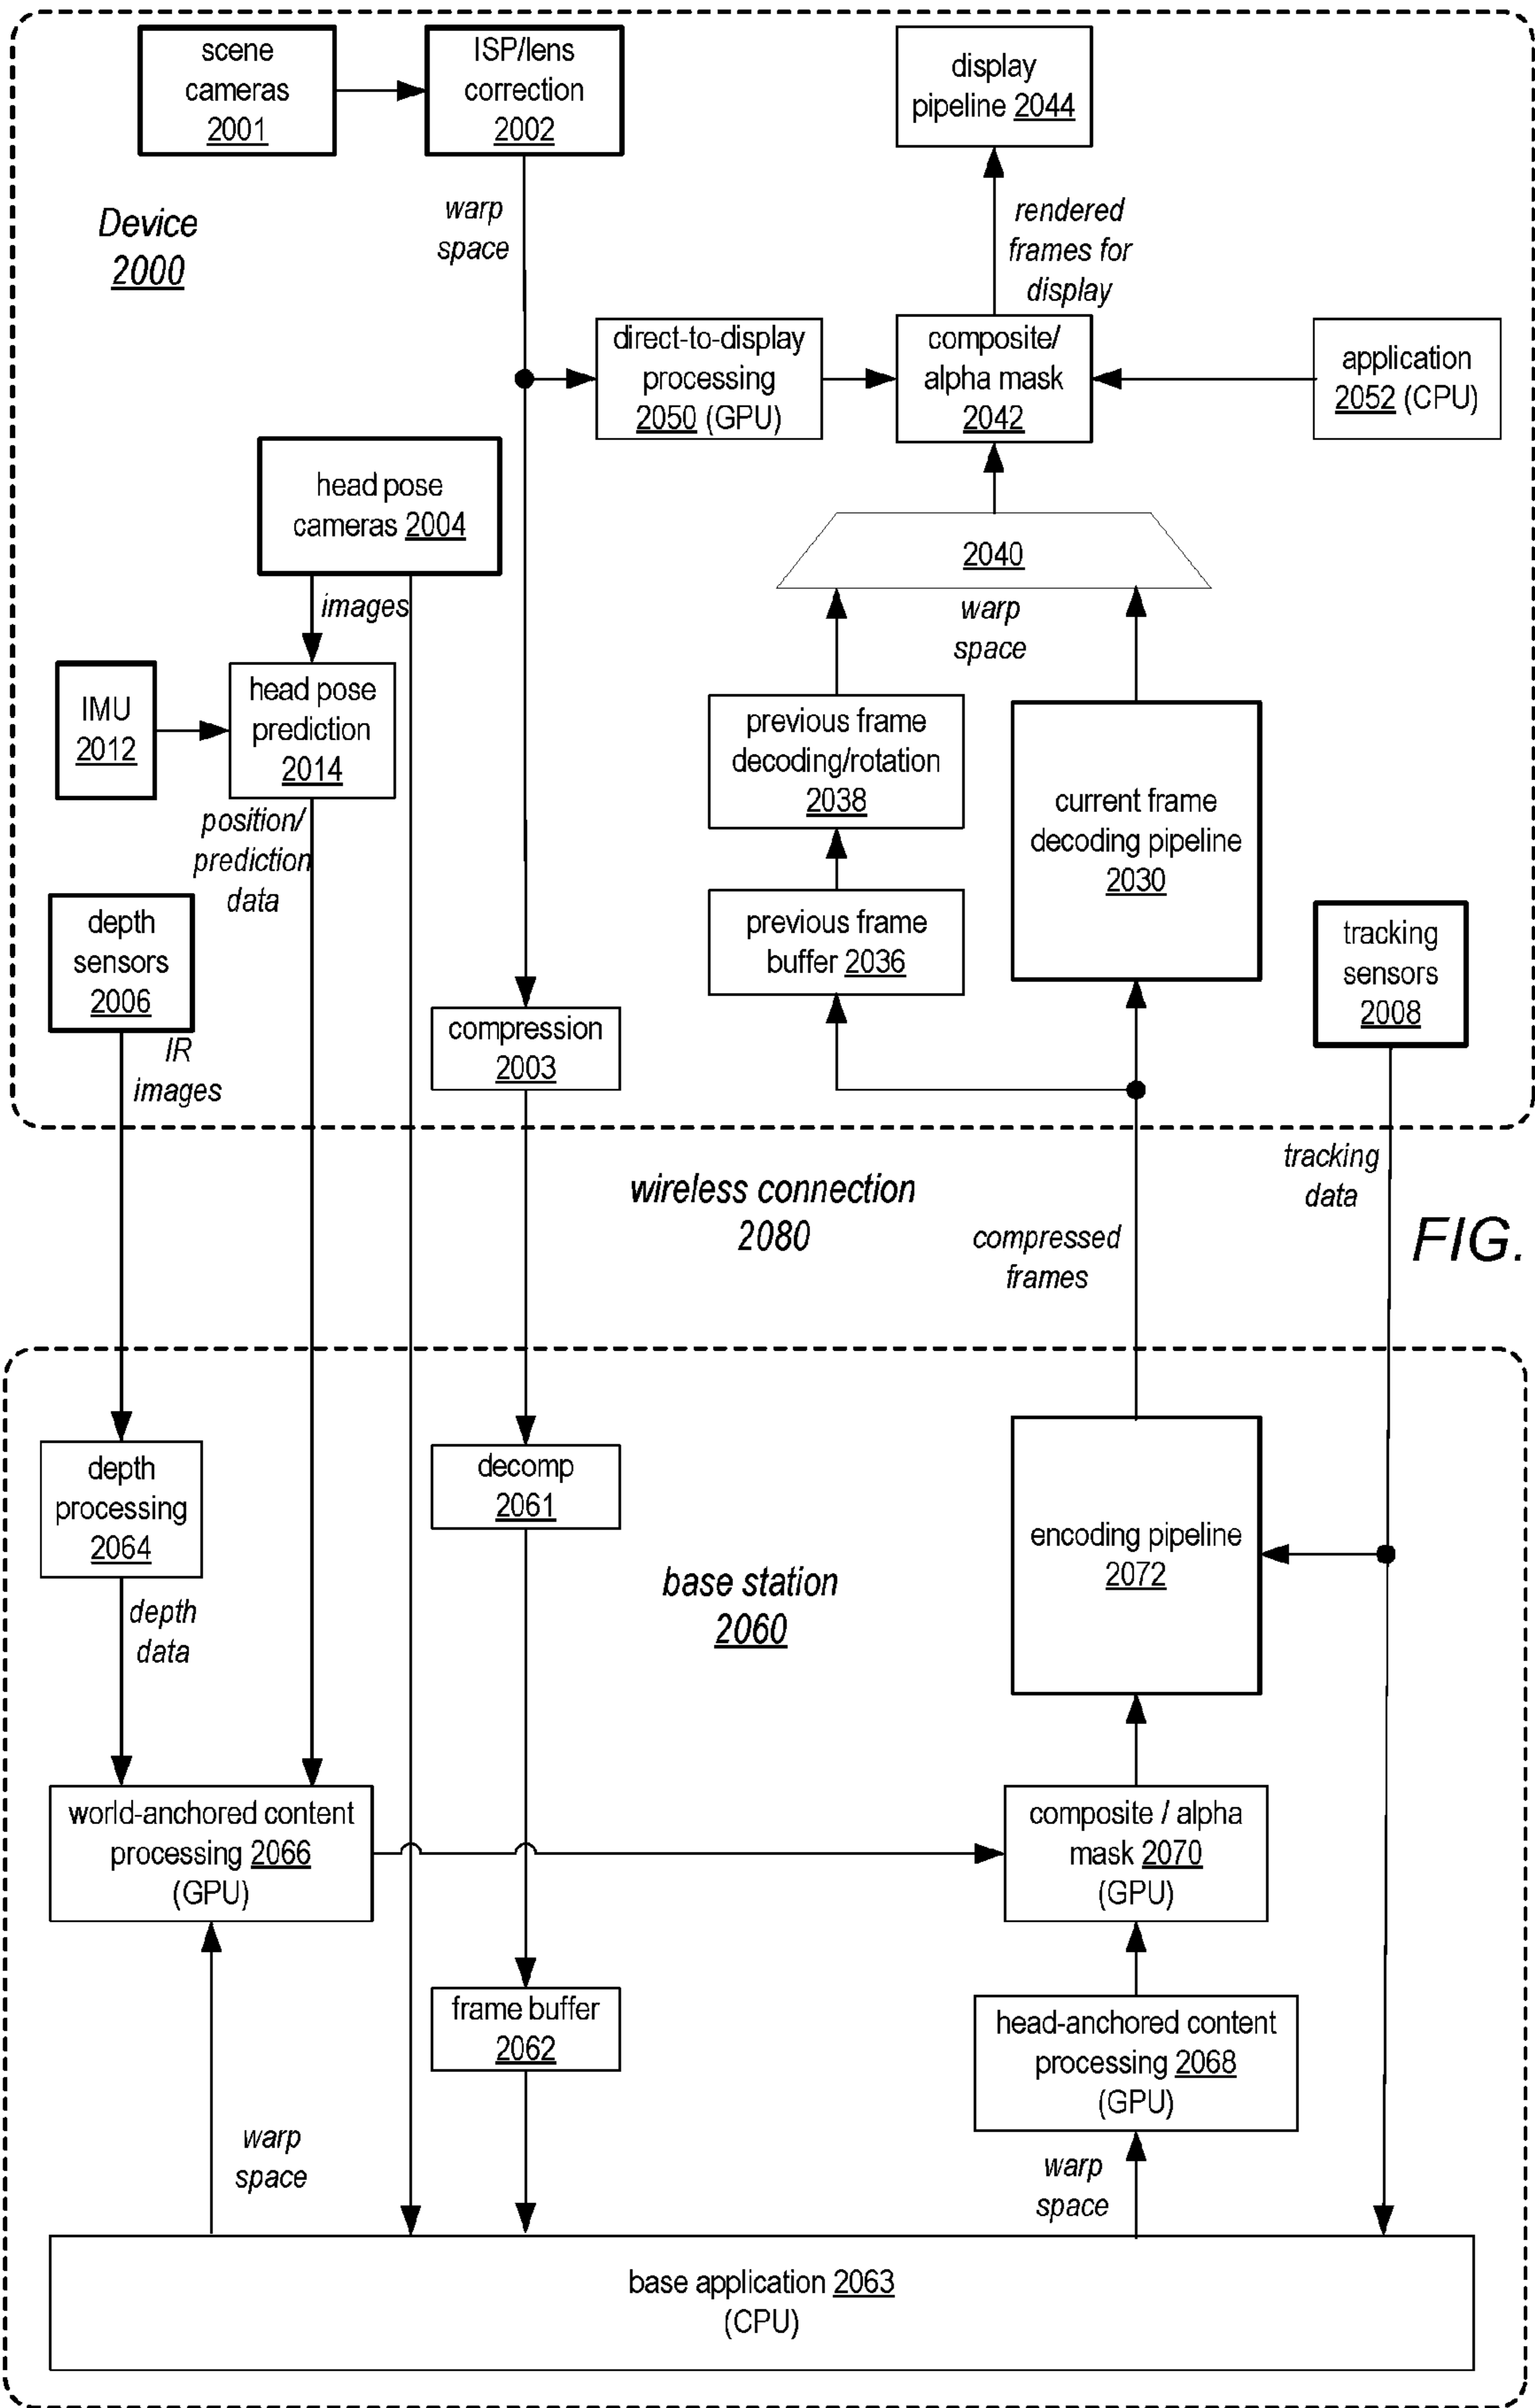 scene
cameras
2001
ISP/lens
correction
2002
display
pipeline 2044
Device
2000
warp
space
rendered
frames for
display
direct-to-display
processing
2050 (GPU)
composite/
alpha mask
2042
application
2052 (CPU)
head pose
cameras 2004
images
2040
warp
space
IMU
2012
head pose
prediction
2014
previous frame
decoding/rotation
2038
current frame
decoding pipeline
2030
position/
prediction
data
depth
sensors
2006
previous frame
buffer 2036
tracking
sensors
2008
IR
images
compression
2003
wireless connection
2080
compressed
frames
tracking
data
FIG.
depth
processing
2064
decomp
2061
encoding pipeline
2072
base station
2060
depth
data
world-anchored content
processing 2066
(GPU)
composite / alpha
mask 2070
(GPU)
frame buffer
2062
head-anchored content
processing 2068
(GPU)
warp
space
warp
space
base application 2063
(CPU)